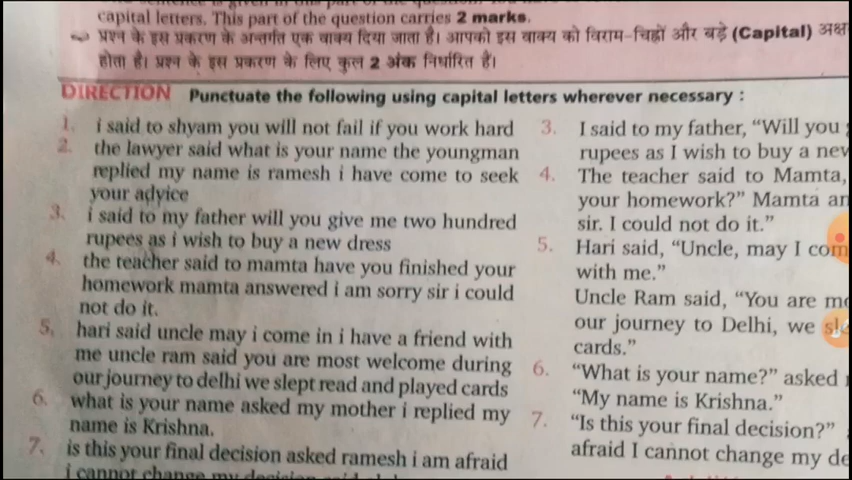 capital letters. This part of the question carries 2 marks.
प्रश्न के इस प्रकरण के अन्तर्गत एक वाक्य दिया जाता है। आपको इस वाक्य को विराम-चिह्नों और बड़े (Capital) अक्ष
होता है। प्रश्न के इस प्रकरण के लिए कुल 2 अंक निर्धारित हैं।
DIRECTION Punctuate the following using capital letters wherever necessary :
1. i said to shyam you will not fail if you work hard
2. the lawyer said what is your name the youngman
replied my name is ramesh i have come to seek
your advice
3. i said to my father will you give me two hundred
rupees as i wish to buy a new dress
4. the teacher said to mamta have you finished your
homework mamta answered i am sorry sir i could
not do it.
5. hari said uncle may i come in i have a friend with
me uncle ram said you are most welcome during
our journey to delhi we slept read and played cards
6. what is your name asked my mother i replied my
name is Krishna.
7. is this your final decision asked ramesh i am afraid
i cannot change my decision said
3. I said to my father, “Will you
rupees as I wish to buy a new
4. The teacher said to Mamta,
your homework?” Mamta an
sir. I could not do it.”
5. Hari said, “Uncle, may I com
with me.”
Uncle Ram said, “You are mo
our journey to Delhi, we sl
cards.”
6. “What is your name?” asked
“My name is Krishna.”
7. “Is this your final decision?”
afraid I cannot change my de